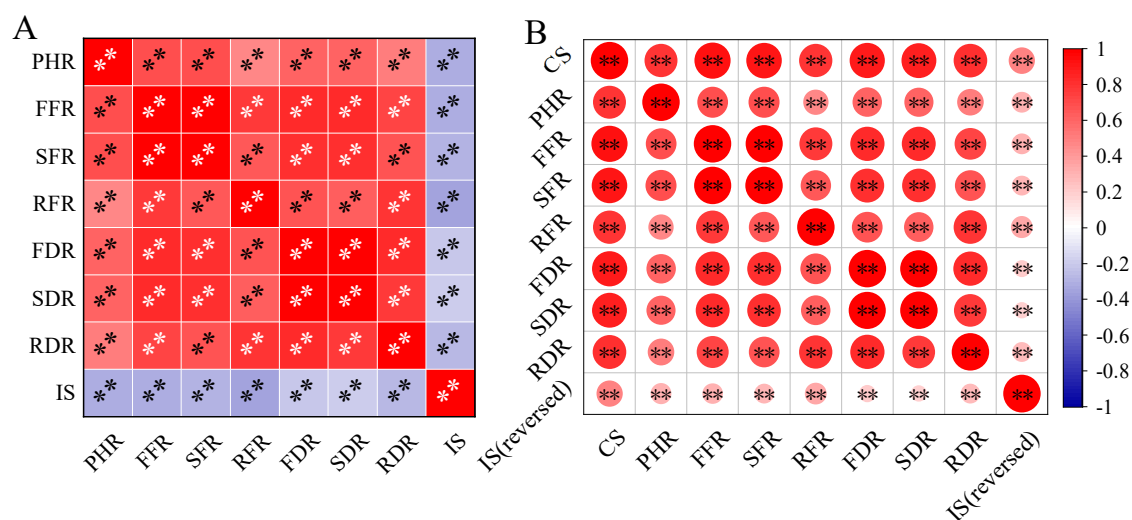 A
PHR
FFR
SFR
RFR
FDR
SDR
RDR
IS
** ** ** ** ** ** ** **
** ** ** ** ** ** ** **
** ** ** ** ** ** ** **
** ** ** ** ** ** ** **
** ** ** ** ** ** ** **
** ** ** ** ** ** ** **
** ** ** ** ** ** ** **
** ** ** ** ** ** ** **
PHR FFR SFR RFR FDR SDR RDR IS
B
CS ** ** ** ** ** ** ** ** **
PHR ** ** ** ** ** ** ** ** **
FFR ** ** ** ** ** ** ** ** **
SFR ** ** ** ** ** ** ** ** **
RFR ** ** ** ** ** ** ** ** **
FDR ** ** ** ** ** ** ** ** **
SDR ** ** ** ** ** ** ** ** **
RDR ** ** ** ** ** ** ** ** **
IS(reversed) ** ** ** ** ** ** ** ** **
CS PHR FFR SFR RFR FDR SDR RDR IS(reversed)
1
0.8
0.6
0.4
0.2
0
-0.2
-0.4
-0.6
-0.8
-1